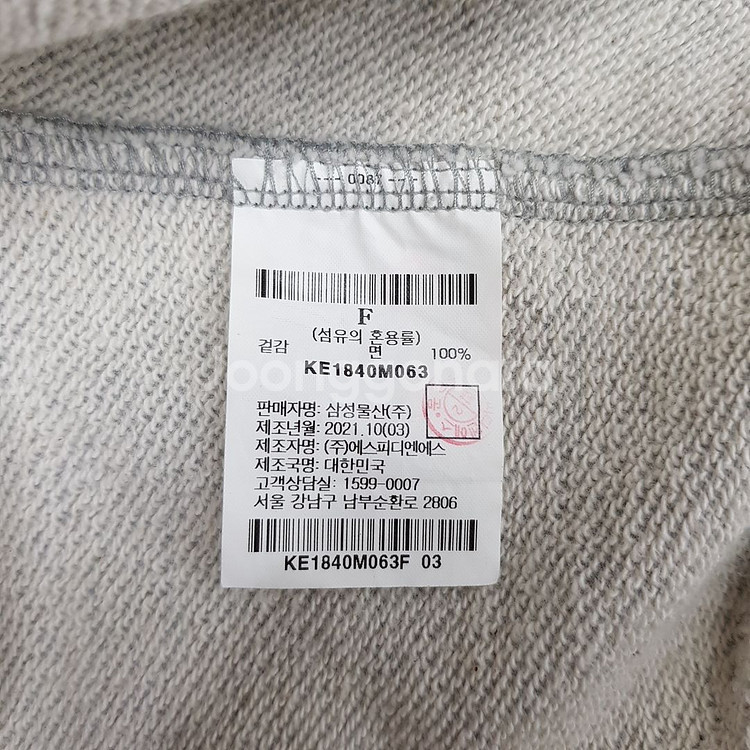 --- 008? ---
F
(섬유의 혼용률)
겉감 면 100%
KE1840M063
Joonggonara
판매자명: 삼성물산(주)
제조년월: 2021.10(03)
제조자명: (주)에스피디엔에스
제조국명: 대한민국
고객상담실: 1599-0007
서울 강남구 남부순환로 2806
KE1840M063F 03